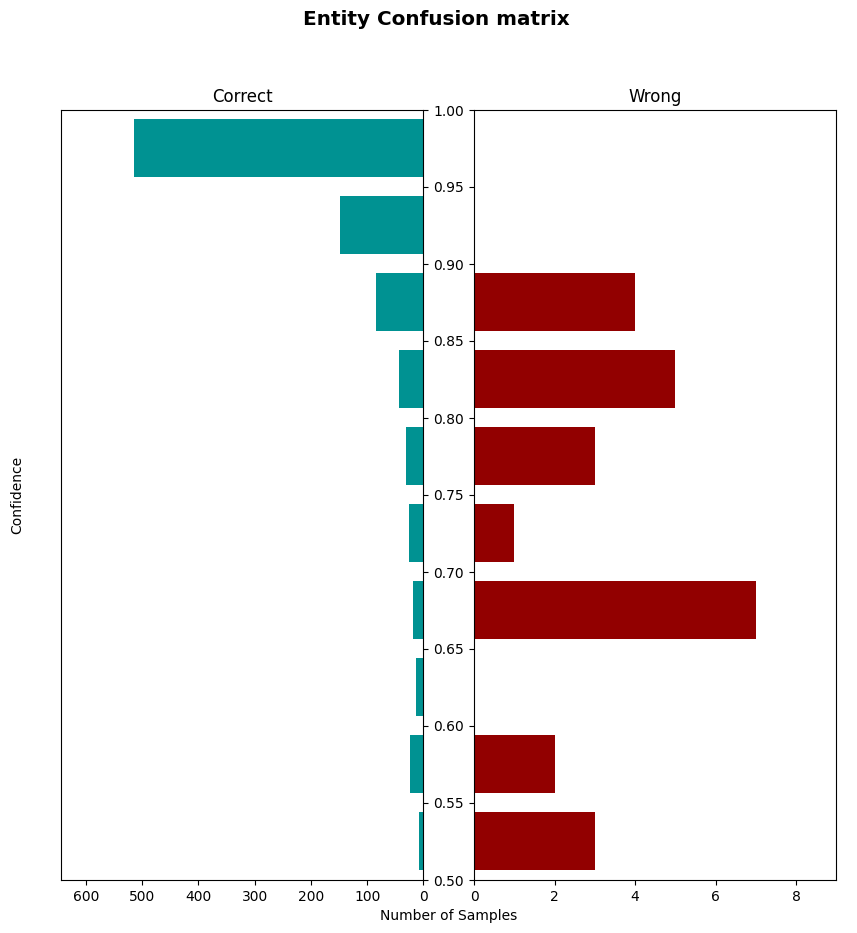 Entity Confusion matrix
Correct
Wrong
1.00
0.95
0.90
0.85
0.80
0.75
0.70
0.65
0.60
0.55
0.50
Confidence
600 500 400 300 200 100 0
0 2 4 6 8
Number of Samples